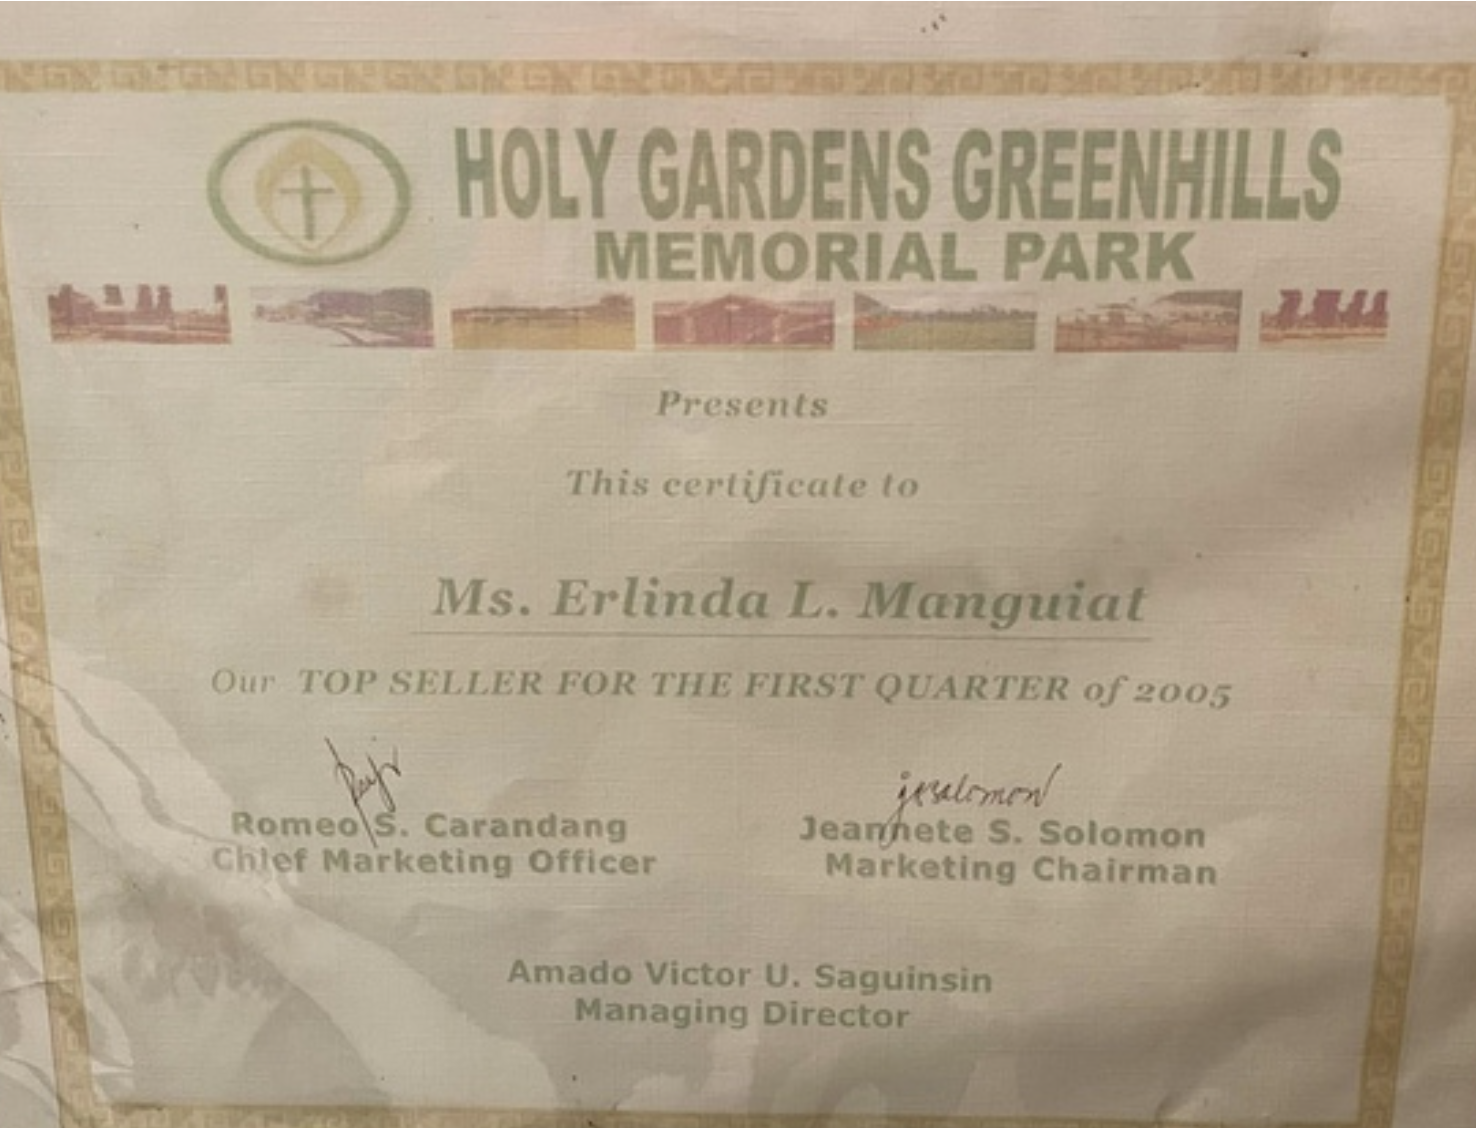 HOLY GARDENS GREENHILLS
MEMORIAL PARK
Presents
This certificate to
Ms. Erlinda L. Manguiat
Our TOP SELLER FOR THE FIRST QUARTER of 2005
jssalomon
Romeo S. Carandang
Jeannete S. Solomon
Chief Marketing Officer
Marketing Chairman
Amado Victor U. Saguinsin
Managing Director